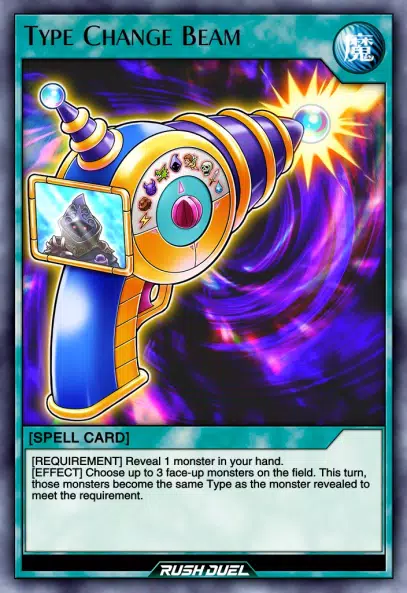 Type Change Beam
魔
[SPELL CARD]
[REQUIREMENT] Reveal 1 monster in your hand.
[EFFECT] Choose up to 3 face-up monsters on the field. This turn,
those monsters become the same Type as the monster revealed to
meet the requirement.
RUSH DUEL